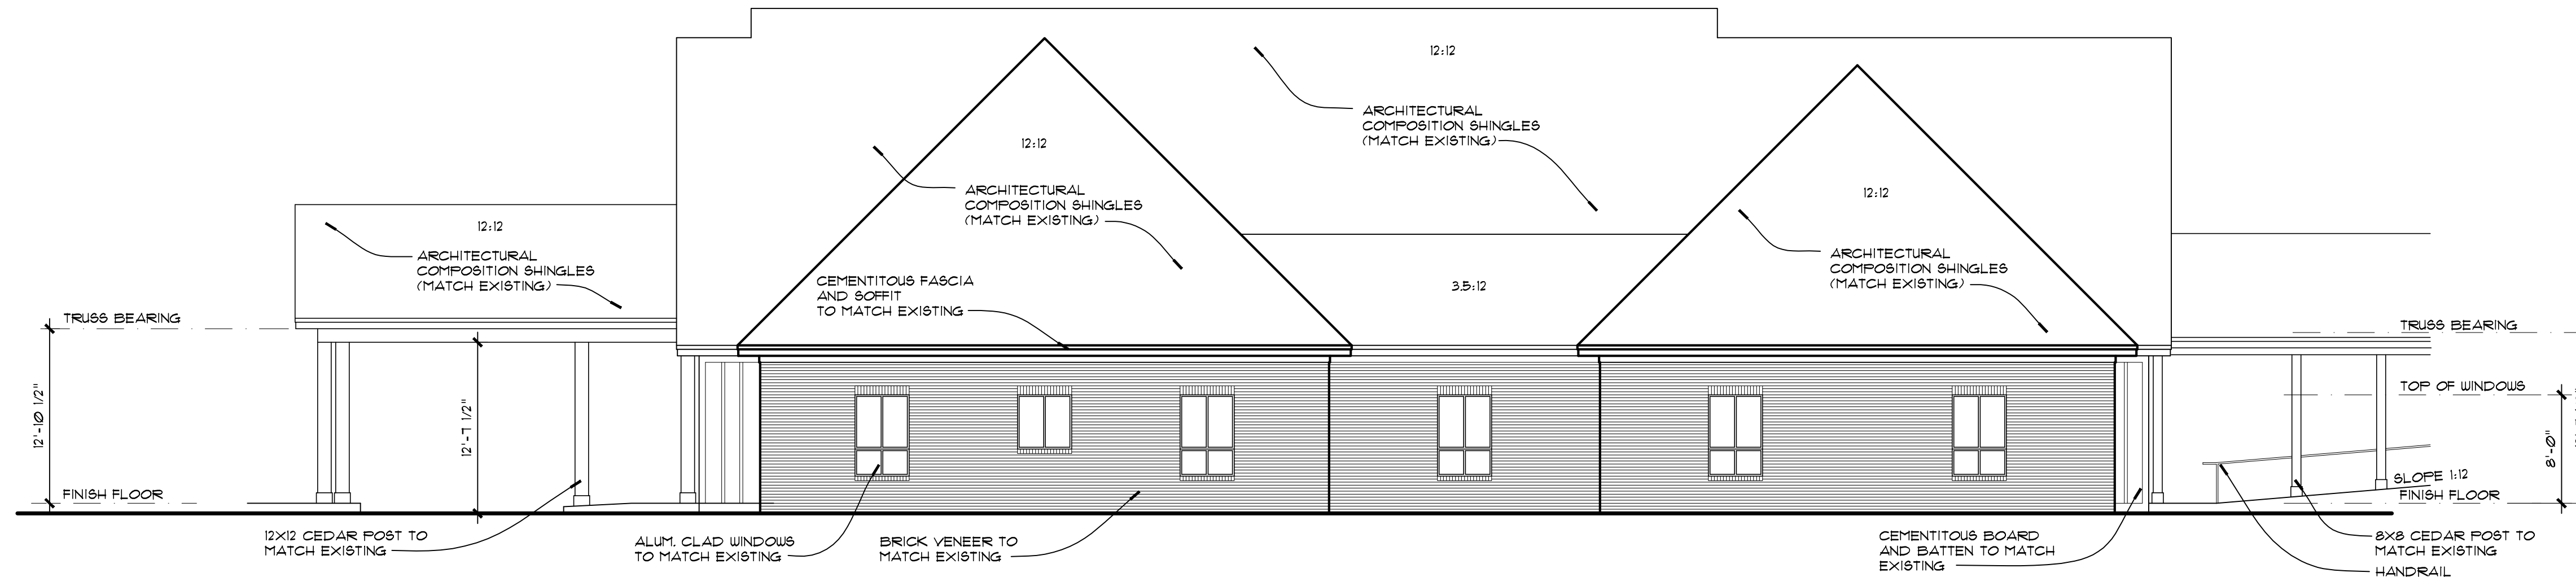 12:12
ARCHITECTURAL
COMPOSITION SHINGLES
(MATCH EXISTING)
12:12
ARCHITECTURAL
COMPOSITION SHINGLES
(MATCH EXISTING)
12:12
12:12
ARCHITECTURAL
COMPOSITION SHINGLES
(MATCH EXISTING)
ARCHITECTURAL
COMPOSITION SHINGLES
(MATCH EXISTING)
CEMENTITOUS FASCIA
AND SOFFIT
TO MATCH EXISTING
3.5:12
TRUSS BEARING
TRUSS BEARING
TOP OF WINDOWS
12'-10 1/2"
12'-7 1/2"
8'-0"
SLOPE 1:12
FINISH FLOOR
FINISH FLOOR
12X12 CEDAR POST TO
MATCH EXISTING
ALUM. CLAD WINDOWS
TO MATCH EXISTING
BRICK VENEER TO
MATCH EXISTING
CEMENTITOUS BOARD
AND BATTEN TO MATCH
EXISTING
8X8 CEDAR POST TO
MATCH EXISTING
HANDRAIL